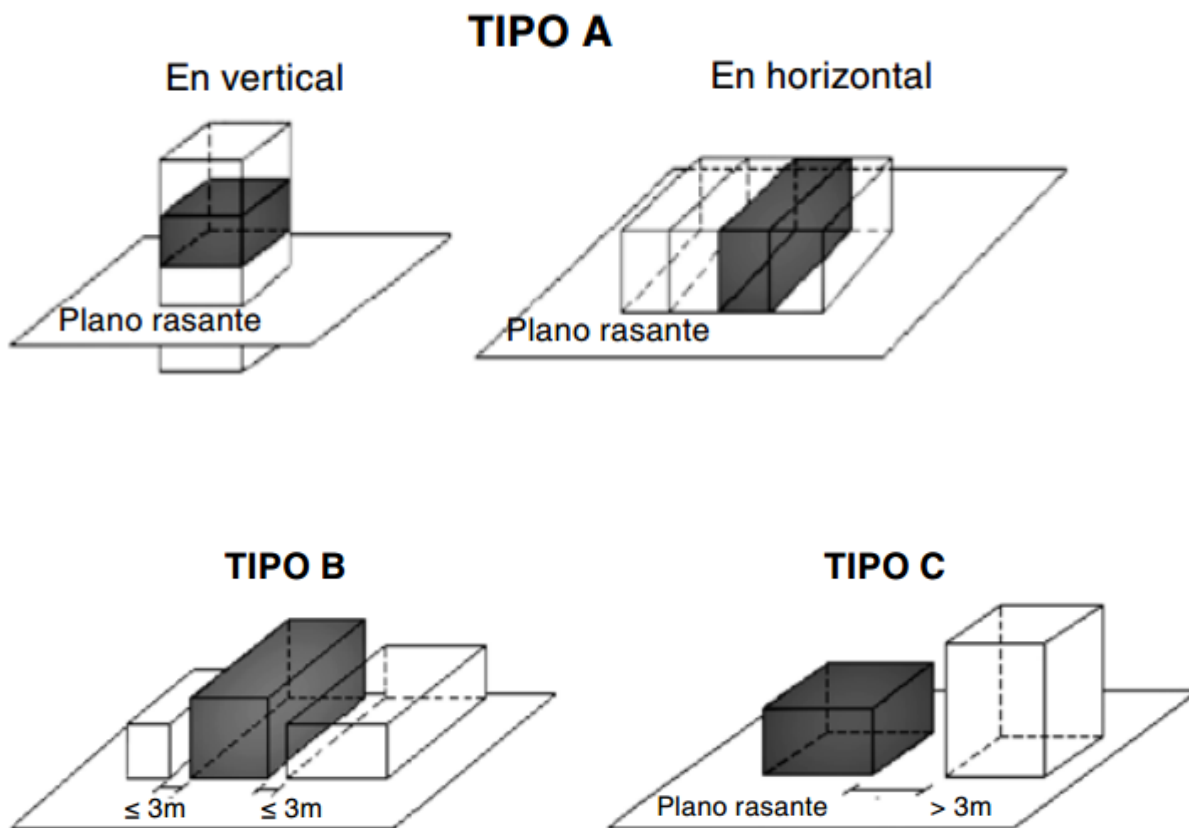 TIPO A
En vertical
En horizontal
Plano rasante
Plano rasante
TIPO B
TIPO C
≤ 3m
≤ 3m
Plano rasante
> 3m